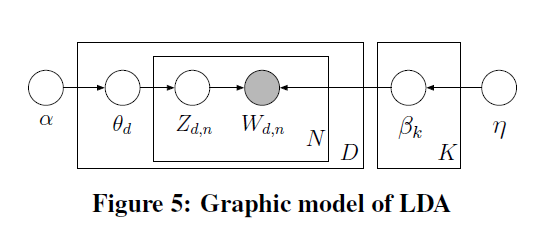 N
D
K
α θ_d Z_{d,n} W_{d,n} β_k η
Figure 5: Graphic model of LDA